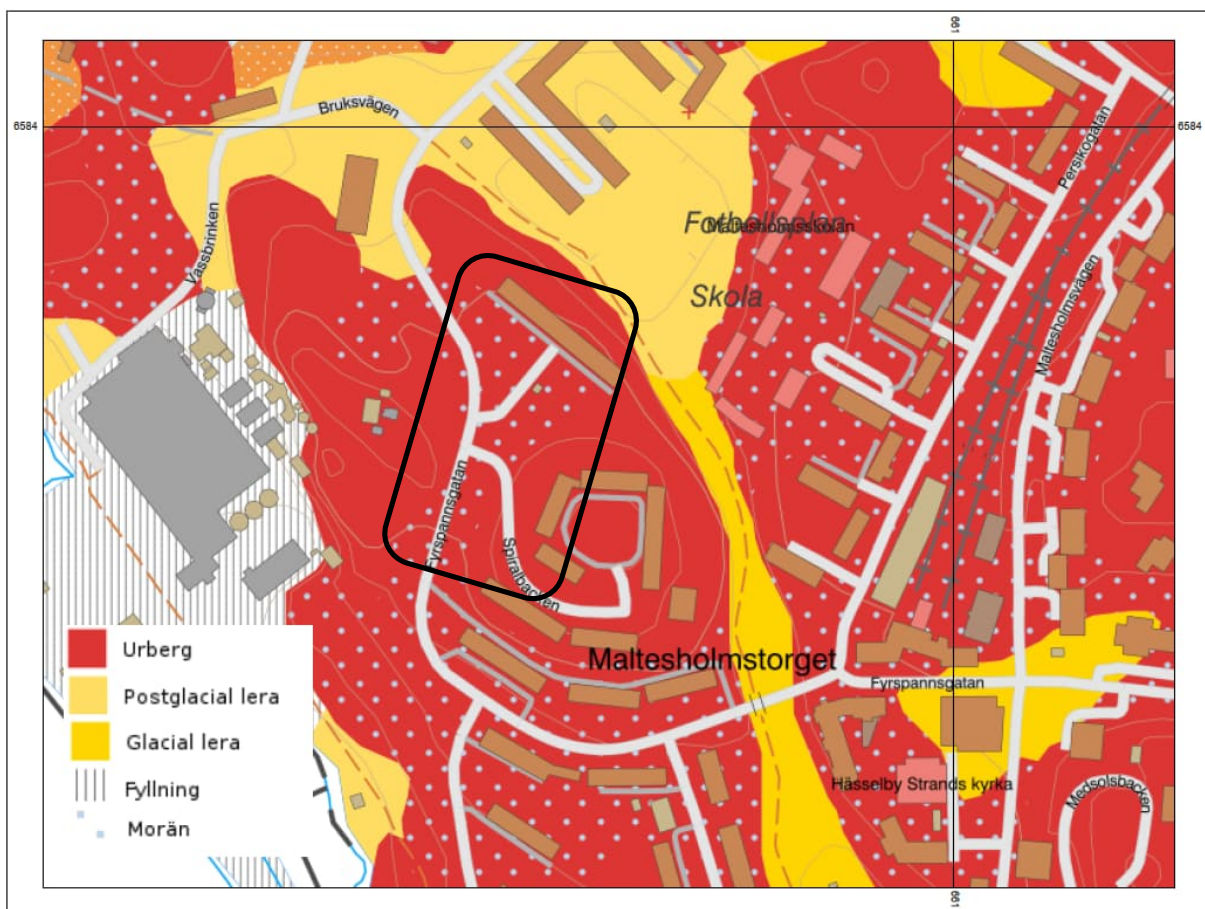 661
6584
6584
Bruksvägen
Persikogatan
Vassbrinken
Fotbollsplan
Maltesholmsskolan
Skola
Maltesholmsvägen
Fyrspannsgatan
Spiralbacken
Maltesholmstorget
Fyrspannsgatan
Hässelby Strands kyrka
Medsolsbacken
Urberg
Postglacial lera
Glacial lera
Fyllning
Morän
661